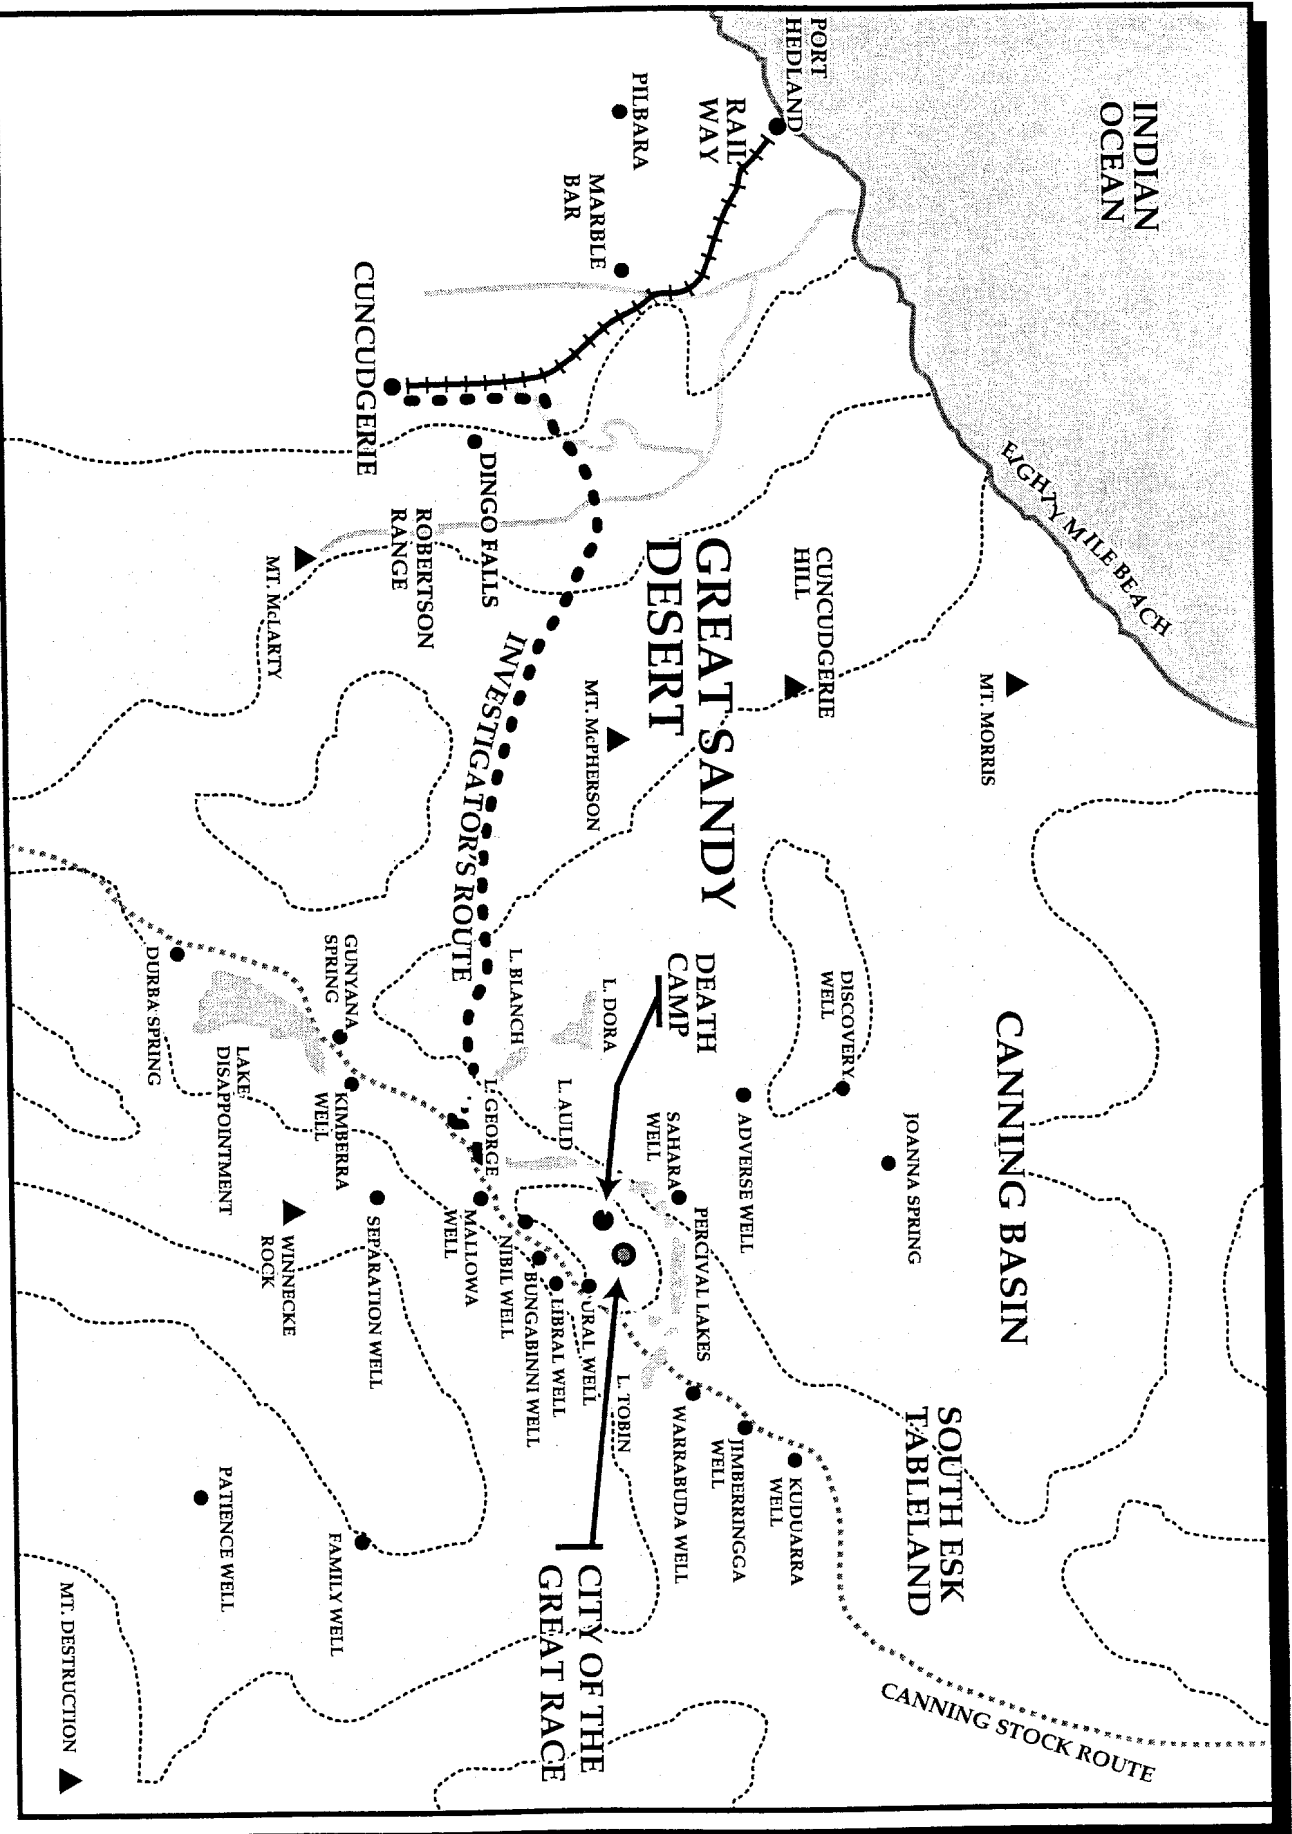 INDIAN
OCEAN
PORT
HEDLAND
RAIL
WAY
PILBARA
MARBLE
BAR
CUNCUDGERIE
EIGHTY MILE BEACH
DINGO FALLS
ROBERTSON
RANGE
MT. McLARTY
GREAT SANDY
DESERT
CUNCUDGERIE
HILL
MT. MORRIS
MT. McPHERSON
INVESTIGATOR'S ROUTE
CANNING BASIN
DISCOVERY
WELL
JOANNA SPRING
ADVERSE WELL
DEATH
CAMP
L. DORA
L. BLANCH
L. AULD
L. GEORGE
SAHARA
WELL
PERCIVAL LAKES
GUNYANA
SPRING
DURBA SPRING
LAKE
DISAPPOINTMENT
KIMBERRA
WELL
WINNECKE
ROCK
SEPARATION WELL
MALLOWA
WELL
NIBIL WELL
BUNGABINNI WELL
LIBRAL WELL
URAL WELL
L. TOBIN
WARRABUDA WELL
JIMBERRINGGA
WELL
KUDUARRA
WELL
SOUTH ESK
TABLELAND
CITY OF THE
GREAT RACE
PATIENCE WELL
FAMILY WELL
MT. DESTRUCTION
CANNING STOCK ROUTE